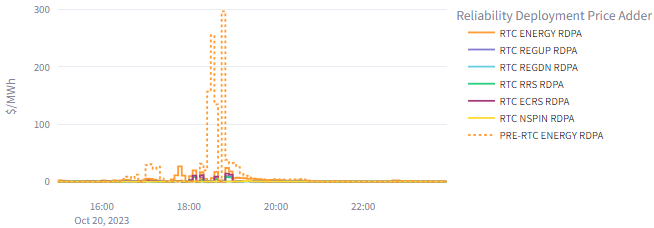 Reliability Deployment Price Adder
RTC ENERGY RDPA
RTC REGUP RDPA
RTC REGDN RDPA
RTC RRS RDPA
RTC ECRS RDPA
RTC NSPIN RDPA
PRE-RTC ENERGY RDPA
$/MWh
300
200
100
0
16:00
18:00
20:00
22:00
Oct 20, 2023